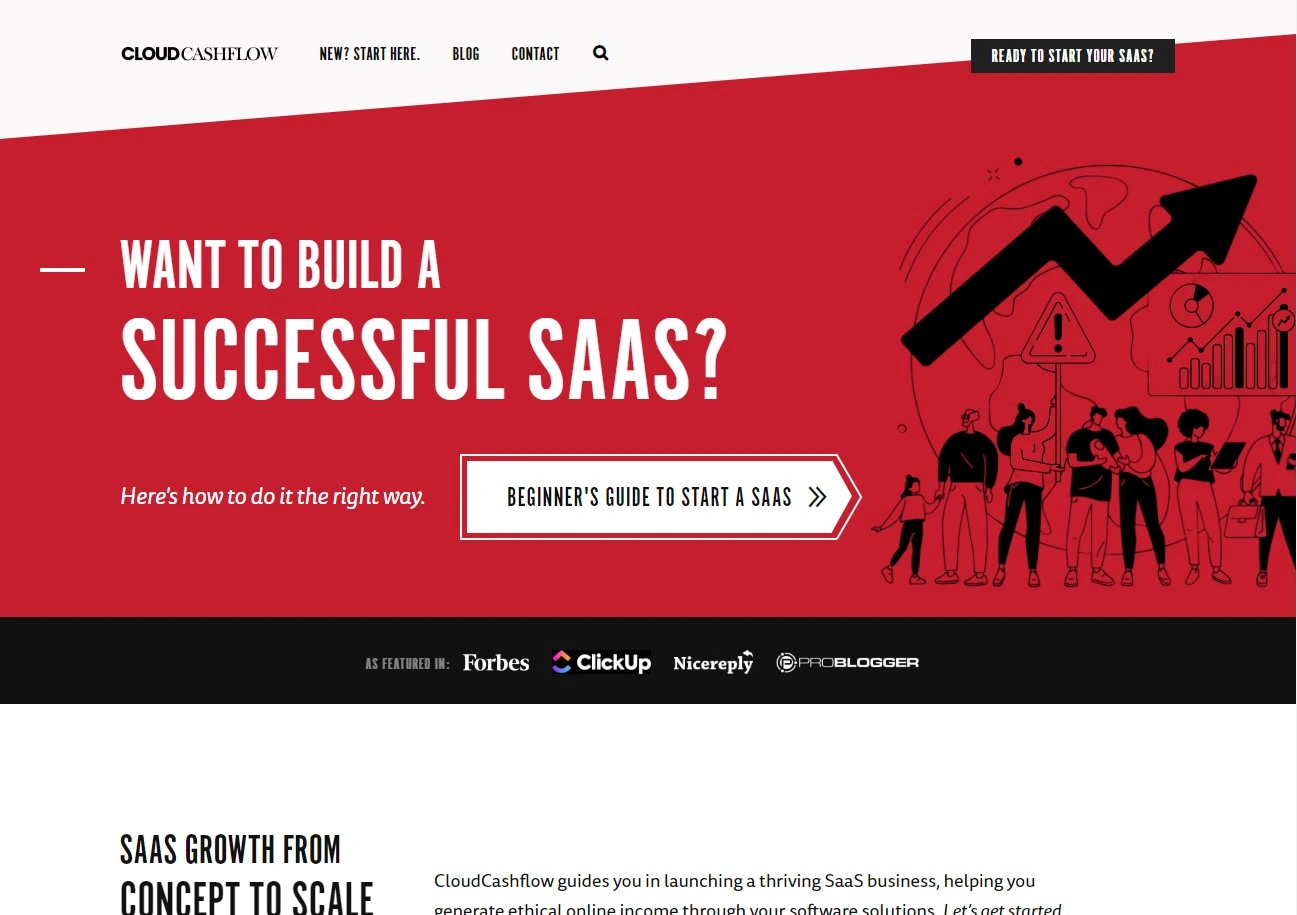 CLOUDCASHFLOW NEW? START HERE. BLOG CONTACT READY TO START YOUR SAAS?
WANT TO BUILD A
SUCCESSFUL SAAS?
Here's how to do it the right way. BEGINNER'S GUIDE TO START A SAAS
AS FEATURED IN: Forbes ClickUp Nicereply PROBLOGGER
SAAS GROWTH FROM
CONCEPT TO SCALE
CloudCashflow guides you in launching a thriving SaaS business, helping you
generate ethical online income through your software solutions. Let's get started